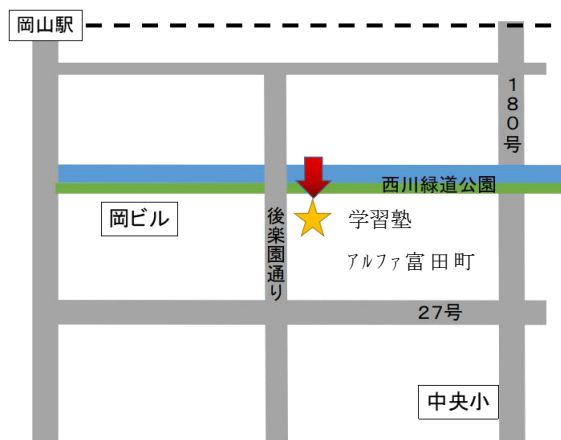 岡山駅
180号
西川緑道公園
岡ビル
後楽園通り
学習塾
アルファ富田町
27号
中央小